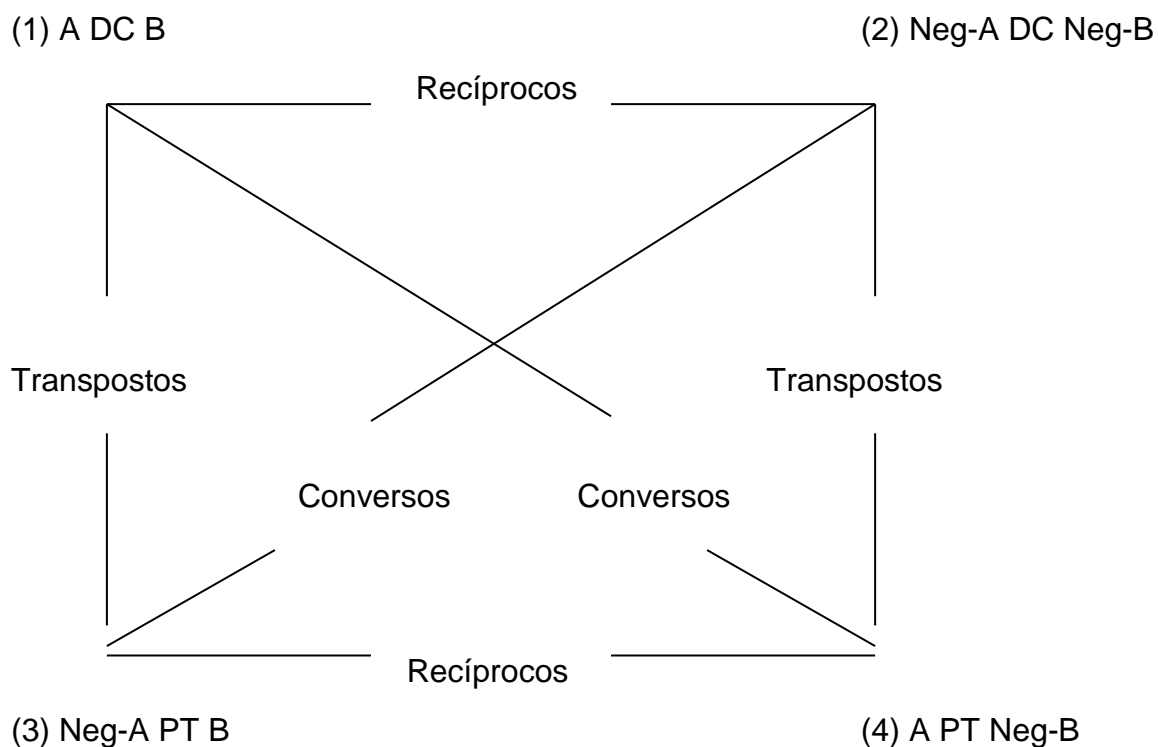 (1) A DC B
(2) Neg-A DC Neg-B
Recíprocos
Transpostos
Transpostos
Conversos
Conversos
Recíprocos
(3) Neg-A PT B
(4) A PT Neg-B